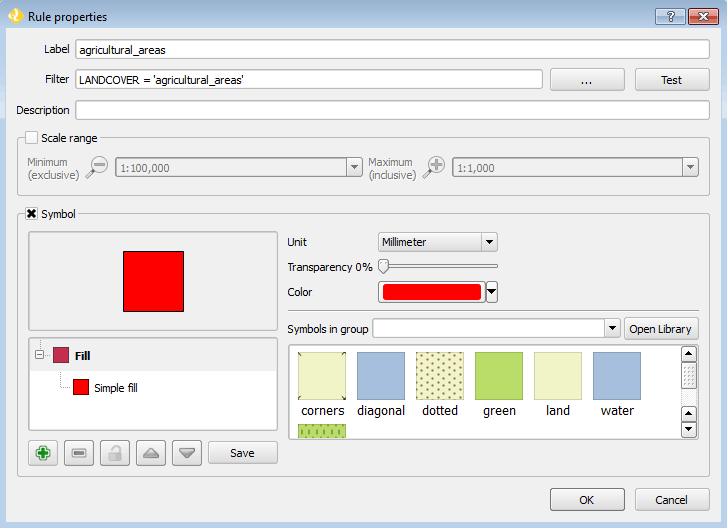 Rule properties
Label agricultural_areas
Filter LANDCOVER = 'agricultural_areas' ... Test
Description
Scale range
Minimum (exclusive) 1:100,000 Maximum (inclusive) 1:1,000
Symbol
Unit Millimeter
Transparency 0%
Color
Symbols in group Open Library
Fill
Simple fill
corners diagonal dotted green land water
Save
OK Cancel